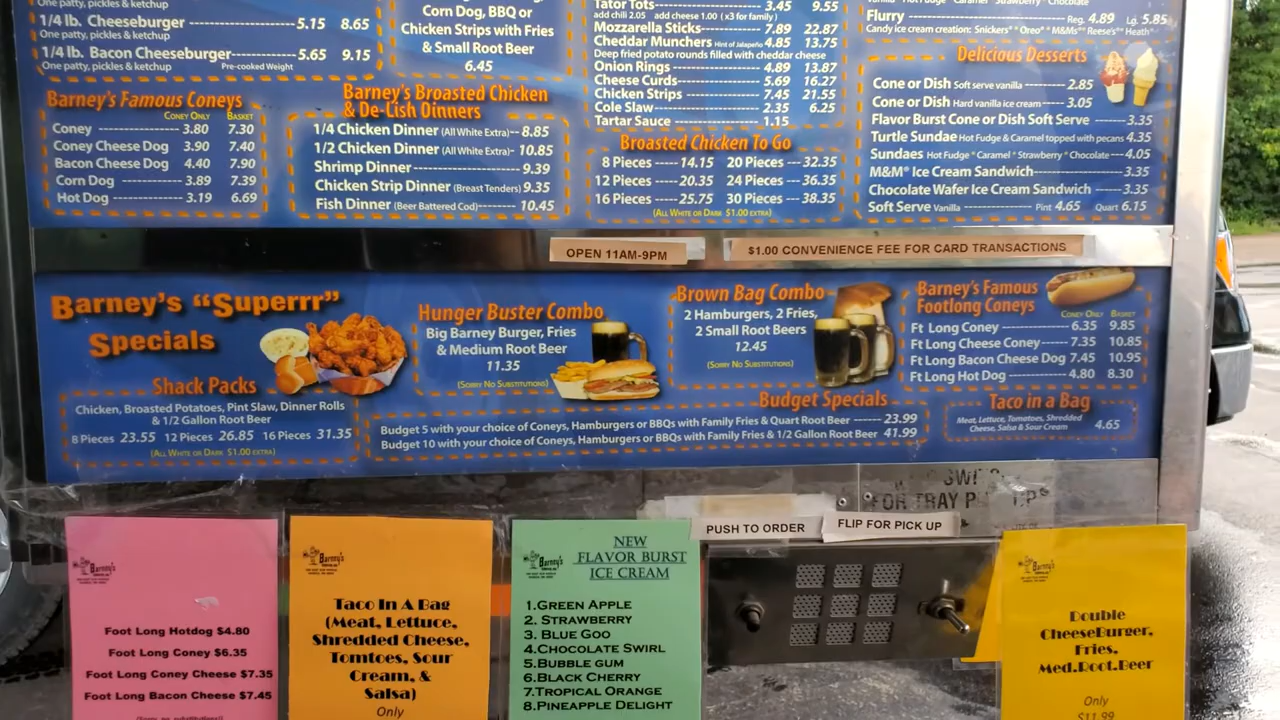 One patty, pickles & ketchup
1/4 lb. Cheeseburger 5.15 8.65
One patty, pickles & ketchup
1/4 lb. Bacon Cheeseburger 5.65 9.15
One patty, pickles & ketchup Pre-cooked Weight
Corn Dog, BBQ or
Chicken Strips with Fries
& Small Root Beer
6.45
Tator Tots 3.45 9.55
add chili 2.05 add cheese 1.00 (x3 for family)
Mozzarella Sticks 7.89 22.87
Cheddar Munchers Hint of Jalapeño 4.85 13.75
Deep fried potato rounds filled with cheddar cheese
Onion Rings 4.89 13.87
Cheese Curds 5.69 16.27
Chicken Strips 7.45 21.55
Cole Slaw 2.35 6.25
Tartar Sauce 1.15
Flurry Reg. 4.89 Lg. 5.85
Candy ice cream creation: Snickers® * Oreo® * M&Ms® * Reese's® * Heath®
Delicious Desserts
Cone or Dish Soft serve vanilla 2.85
Cone or Dish Hard vanilla ice cream 3.05
Flavor Burst Cone or Dish Soft Serve 3.35
Turtle Sundae Hot Fudge & Caramel topped with pecans 4.35
Sundaes Hot Fudge * Caramel * Strawberry * Chocolate 4.05
M&M® Ice Cream Sandwich 3.35
Chocolate Wafer Ice Cream Sandwich 3.35
Soft Serve Vanilla Pint 4.65 Quart 6.15
Barney's Famous Coneys
Coney Only Basket
Coney 3.80 7.30
Coney Cheese Dog 3.90 7.40
Bacon Cheese Dog 4.40 7.90
Corn Dog 3.89 7.39
Hot Dog 3.19 6.69
Barney's Broasted Chicken
& De-Lish Dinners
1/4 Chicken Dinner (All White Extra) 8.85
1/2 Chicken Dinner (All White Extra) 10.85
Shrimp Dinner 9.39
Chicken Strip Dinner (Breast Tenders) 9.35
Fish Dinner (Beer Battered Cod) 10.45
Broasted Chicken To Go
8 Pieces 14.15 20 Pieces 32.35
12 Pieces 20.35 24 Pieces 36.35
16 Pieces 25.75 30 Pieces 38.35
(All White or Dark $1.00 extra)
OPEN 11AM-9PM
$1.00 CONVENIENCE FEE FOR CARD TRANSACTIONS
Barney's "Superrr"
Specials
Shack Packs
Chicken, Broasted Potatoes, Pint Slaw, Dinner Rolls
& 1/2 Gallon Root Beer
8 Pieces 23.55 12 Pieces 26.85 16 Pieces 31.35
(All White or Dark $1.00 extra)
Hunger Buster Combo
Big Barney Burger, Fries
& Medium Root Beer
11.35
(Sorry No Substitutions)
Brown Bag Combo
2 Hamburgers, 2 Fries,
2 Small Root Beers
12.45
(Sorry No Substitutions)
Barney's Famous
Footlong Coneys
Coney Only Basket
Ft Long Coney 6.35 9.85
Ft Long Cheese Coney 7.35 10.85
Ft Long Bacon Cheese Dog 7.45 10.95
Ft Long Hot Dog 4.80 8.30
Budget Specials
Budget 5 with your choice of Coneys, Hamburgers or BBQs with Family Fries & Quart Root Beer 23.99
Budget 10 with your choice of Coneys, Hamburgers or BBQs with Family Fries & 1/2 Gallon Root Beer 41.99
Taco in a Bag
Meat, Lettuce, Tomatoes, Shredded
Cheese, Salsa & Sour Cream 4.65
FOR TRAY P
PUSH TO ORDER
FLIP FOR PICK UP
Barney's
Foot Long Hotdog $4.80
Foot Long Coney $6.35
Foot Long Coney Cheese $7.35
Foot Long Bacon Cheese $7.45
Barney's
Taco In A Bag
(Meat, Lettuce,
Shredded Cheese,
Tomtoes, Sour
Cream, &
Salsa)
Only
Barney's
NEW
FLAVOR BURST
ICE CREAM
1.GREEN APPLE
2. STRAWBERRY
3. BLUE GOO
4.CHOCOLATE SWIRL
5.BUBBLE GUM
6.BLACK CHERRY
7.TROPICAL ORANGE
8.PINEAPPLE DELIGHT
Barney's
Double
CheeseBurger,
Fries,
Med.Root.Beer
Only
$11.99